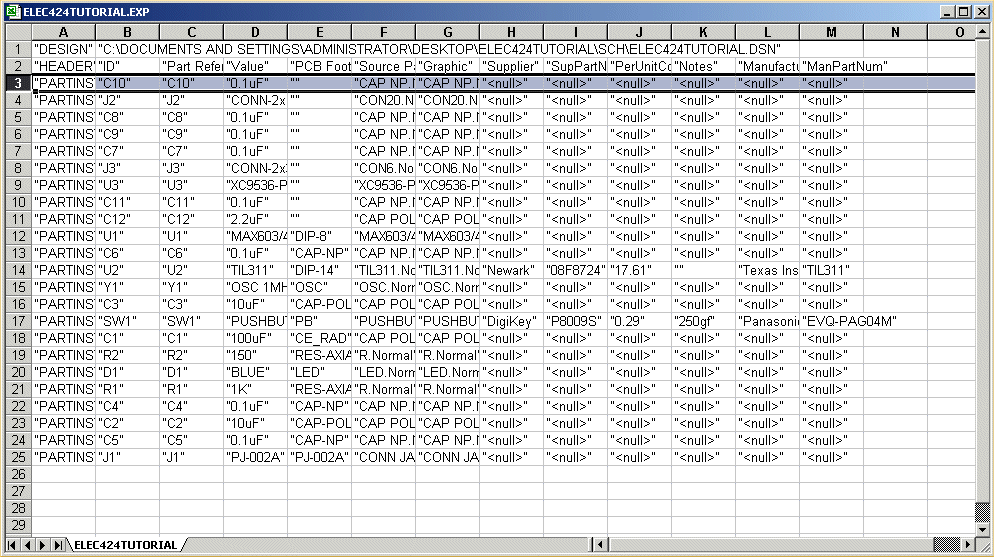 ELEC424TUTORIAL.EXP
A B C D E F G H I J K L M N O
1 "DESIGN" "C:\DOCUMENTS AND SETTINGS\ADMINISTRATOR\DESKTOP\ELEC424TUTORIAL\SCH\ELEC424TUTORIAL.DSN"
2 "HEADER" "ID" "Part Refer "Value" "PCB Foot "Source Pa "Graphic" "Supplier" "SupPartN "PerUnitCo "Notes" "Manufactu "ManPartNum"
3 "PARTINS "C10" "C10" "0.1uF" "" "CAP NP.N "CAP NP.N "<null>" "<null>" "<null>" "<null>" "<null>" "<null>"
4 "PARTINS "J2" "J2" "CONN-2x "" "CON20.N "CON20.N "<null>" "<null>" "<null>" "<null>" "<null>" "<null>"
5 "PARTINS "C8" "C8" "0.1uF" "" "CAP NP.N "CAP NP.N "<null>" "<null>" "<null>" "<null>" "<null>" "<null>"
6 "PARTINS "C9" "C9" "0.1uF" "" "CAP NP.N "CAP NP.N "<null>" "<null>" "<null>" "<null>" "<null>" "<null>"
7 "PARTINS "C7" "C7" "0.1uF" "" "CAP NP.N "CAP NP.N "<null>" "<null>" "<null>" "<null>" "<null>" "<null>"
8 "PARTINS "J3" "J3" "CONN-2x "" "CON6.No "CON6.No "<null>" "<null>" "<null>" "<null>" "<null>" "<null>"
9 "PARTINS "U3" "U3" "XC9536-P "" "XC9536-P "XC9536-P "<null>" "<null>" "<null>" "<null>" "<null>" "<null>"
10 "PARTINS "C11" "C11" "0.1uF" "" "CAP NP.N "CAP NP.N "<null>" "<null>" "<null>" "<null>" "<null>" "<null>"
11 "PARTINS "C12" "C12" "2.2uF" "" "CAP POL "CAP POL "<null>" "<null>" "<null>" "<null>" "<null>" "<null>"
12 "PARTINS "U1" "U1" "MAX603/4 "DIP-8" "MAX603/4 "MAX603/4 "<null>" "<null>" "<null>" "<null>" "<null>" "<null>"
13 "PARTINS "C6" "C6" "0.1uF" "CAP-NP" "CAP NP.N "CAP NP.N "<null>" "<null>" "<null>" "<null>" "<null>" "<null>"
14 "PARTINS "U2" "U2" "TIL311" "DIP-14" "TIL311.No "TIL311.No "Newark" "08F8724" "17.61" "" "Texas Ins "TIL311"
15 "PARTINS "Y1" "Y1" "OSC 1MH "OSC" "OSC.Norr "OSC.Norr "<null>" "<null>" "<null>" "<null>" "<null>" "<null>"
16 "PARTINS "C3" "C3" "10uF" "CAP-POL "CAP POL "CAP POL "<null>" "<null>" "<null>" "<null>" "<null>" "<null>"
17 "PARTINS "SW1" "SW1" "PUSHBU "PB" "PUSHBU "PUSHBU "DigiKey" "P8009S" "0.29" "250gf" "Panasoni "EVQ-PAG04M"
18 "PARTINS "C1" "C1" "100uF" "CE_RAD "CAP POL "CAP POL "<null>" "<null>" "<null>" "<null>" "<null>" "<null>"
19 "PARTINS "R2" "R2" "150" "RES-AXIA "R.Normal" "R.Normal" "<null>" "<null>" "<null>" "<null>" "<null>" "<null>"
20 "PARTINS "D1" "D1" "BLUE" "LED" "LED.Norm "LED.Norm "<null>" "<null>" "<null>" "<null>" "<null>" "<null>"
21 "PARTINS "R1" "R1" "1K" "RES-AXIA "R.Normal" "R.Normal" "<null>" "<null>" "<null>" "<null>" "<null>" "<null>"
22 "PARTINS "C4" "C4" "0.1uF" "CAP-NP" "CAP NP.N "CAP NP.N "<null>" "<null>" "<null>" "<null>" "<null>" "<null>"
23 "PARTINS "C2" "C2" "10uF" "CAP-POL "CAP POL "CAP POL "<null>" "<null>" "<null>" "<null>" "<null>" "<null>"
24 "PARTINS "C5" "C5" "0.1uF" "CAP-NP" "CAP NP.N "CAP NP.N "<null>" "<null>" "<null>" "<null>" "<null>" "<null>"
25 "PARTINS "J1" "J1" "PJ-002A" "PJ-002A" "CONN JA "CONN JA "<null>" "<null>" "<null>" "<null>" "<null>" "<null>"
26
27
28
29
ELEC424TUTORIAL